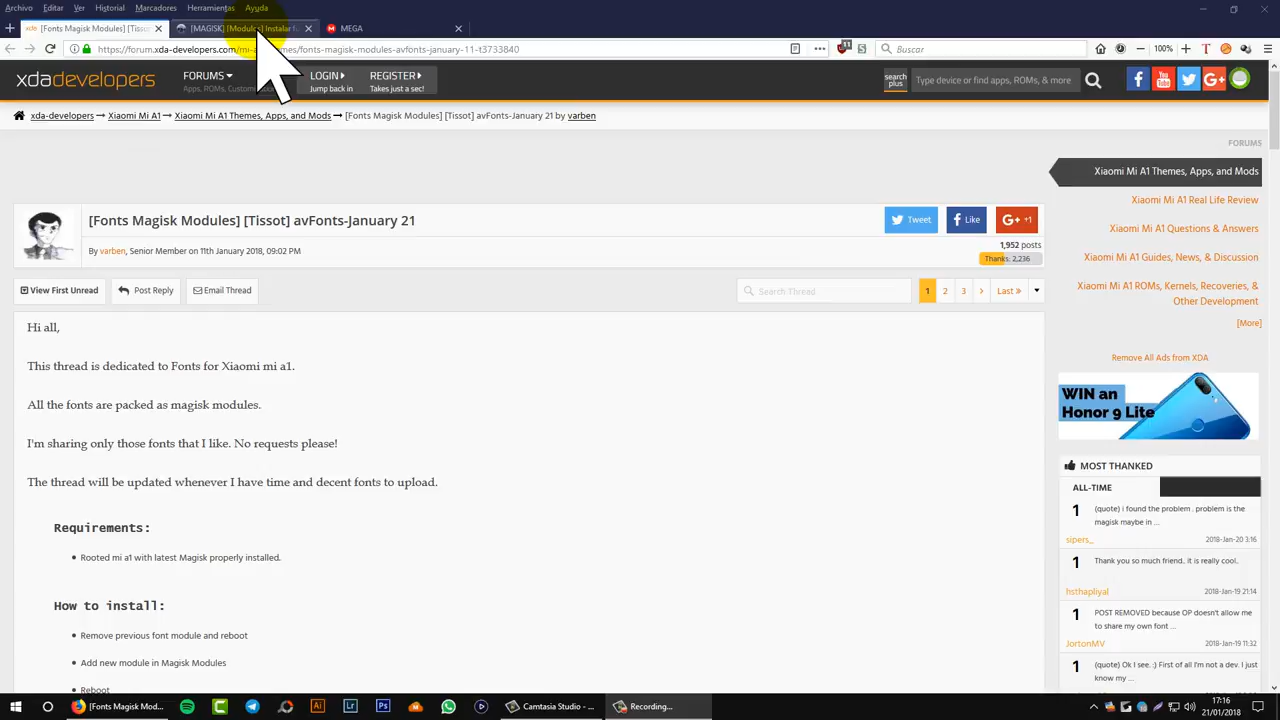 Archivo Editar Ver Historial Marcadores Herramientas Ayuda
[Fonts Magisk Modules] [Tiss
[MAGISK] [Modules] Instalar f
MEGA
https://forum.xda-developers.com/mi-a mes/fonts-magisk-modules-avfonts-january-11-t3733840
11
Buscar
100%
xdadevelopers
FORUMS
Apps, ROMs, Custom
LOGIN
Jump back in
REGISTER
Takes just a sec!
search plus
Type device or find apps, ROMs, & more
xda-developers → Xiaomi Mi A1 → Xiaomi Mi A1 Themes, Apps, and Mods → [Fonts Magisk Modules] [Tissot] avFonts-January 21 by varben
FORUMS
Xiaomi Mi A1 Themes, Apps, and Mods
Xiaomi Mi A1 Real Life Review
Xiaomi Mi A1 Questions & Answers
Xiaomi Mi A1 Guides, News, & Discussion
Xiaomi Mi A1 ROMs, Kernels, Recoveries, &
Other Development
[More]
[Fonts Magisk Modules] [Tissot] avFonts-January 21
Tweet
Like
G+ +1
By varben, Senior Member on 11th January 2018, 09:02 PM
1,952 posts
Thanks: 2,236
View First Unread
Post Reply
Email Thread
Search Thread
1 2 3 > Last »
Hi all,
This thread is dedicated to Fonts for Xiaomi mi a1.
All the fonts are packed as magisk modules.
I'm sharing only those fonts that I like. No requests please!
The thread will be updated whenever I have time and decent fonts to upload.
Requirements:
• Rooted mi a1 with latest Magisk properly installed.
How to install:
• Remove previous font module and reboot
• Add new module in Magisk Modules
• Reboot
Remove All Ads from XDA
WIN an
Honor 9 Lite
MOST THANKED
ALL-TIME
1 (quote) i found the problem . problem is the
magisk maybe in ...
sipers_ 2018-Jan-20 3:16
1 Thank you so much friend.. it is really cool..
hsthapliyal 2018-Jan-19 21:14
1 POST REMOVED because OP doesn't allow me
to share my own font ...
JortonMV 2018-Jan-19 11:32
1 (quote) Ok I see. :) First of all I'm not a dev. I just
know my ...
[Fonts Magisk Mod...
Ai
Lr
Ps
Camtasia Studio - ...
Recording...
17:16
21/01/2018